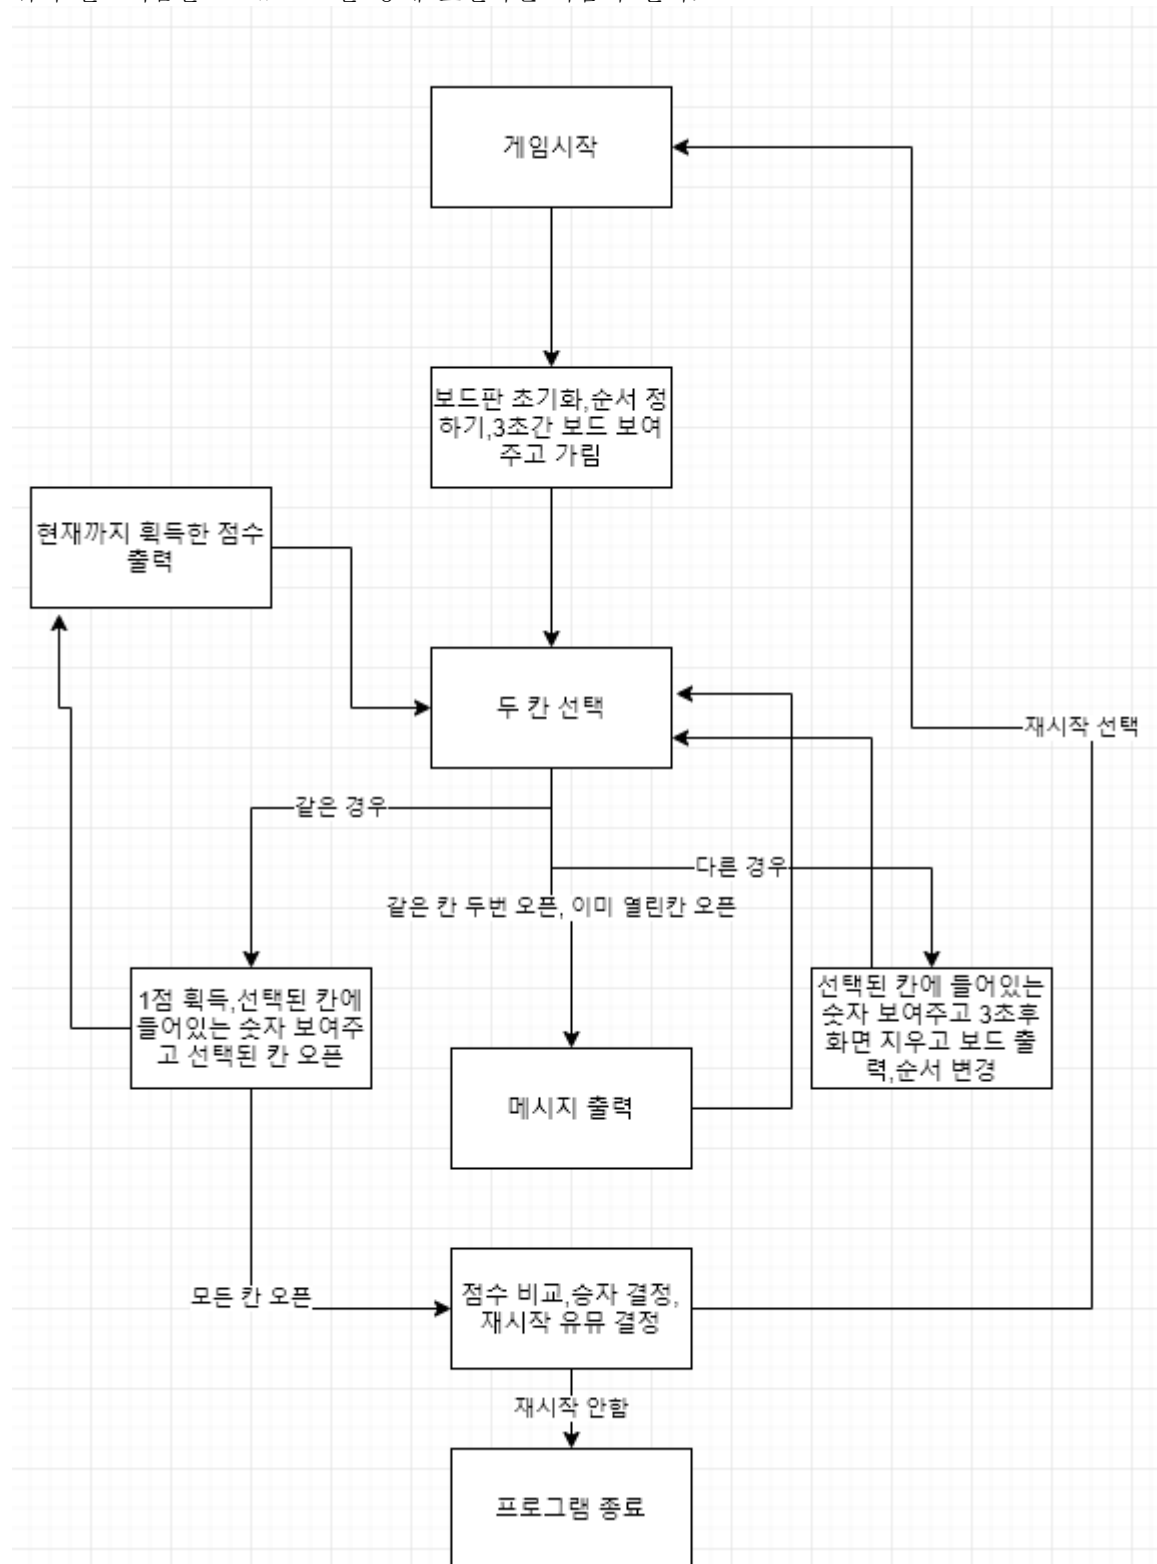 게임시작
보드판 초기화,순서 정
하기,3초간 보드 보여
주고 가림
현재까지 획득한 점수
출력
두 칸 선택
재시작 선택
같은 경우
다른 경우
같은 칸 두번 오픈, 이미 열린칸 오픈
1점 획득,선택된 칸에
들어있는 숫자 보여주
고 선택된 칸 오픈
선택된 칸에 들어있는
숫자 보여주고 3초후
화면 지우고 보드 출
력,순서 변경
메시지 출력
모든 칸 오픈
점수 비교,승자 결정,
재시작 유뮤 결정
재시작 안함
프로그램 종료